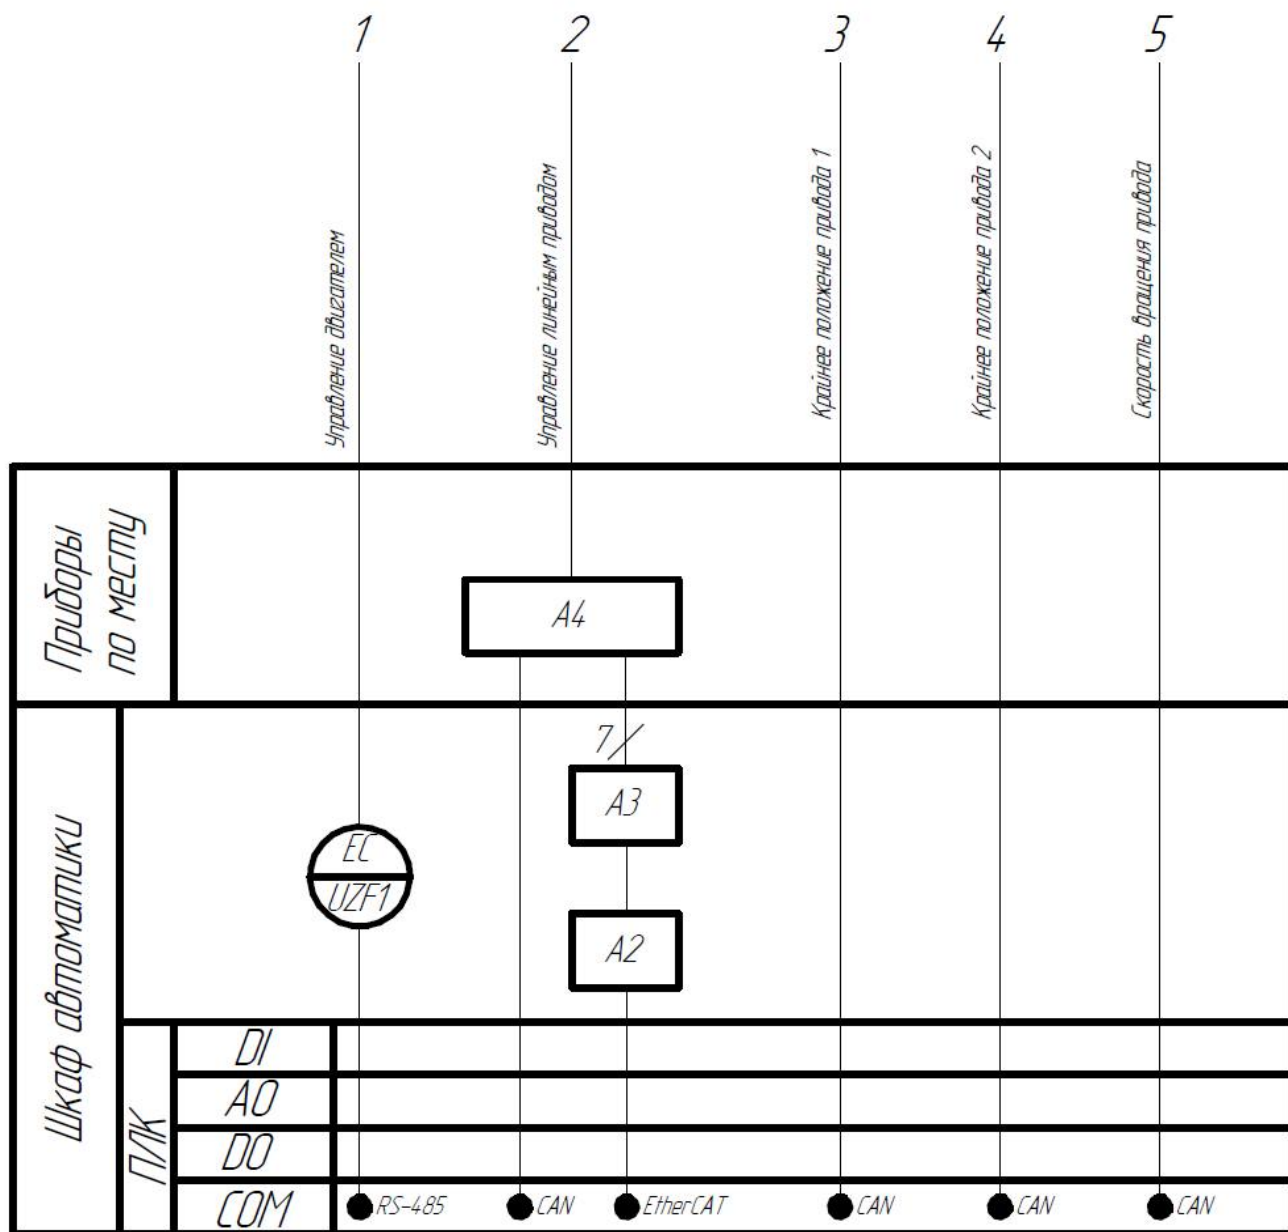 1
2
3
4
5
Управление двигателем
Управление линейным приводом
Крайнее положение привода 1
Крайнее положение привода 2
Скорость вращения привода
Приборы
по месту
A4
Шкаф автоматики
7
A3
EC
UZF1
A2
ПЛК
DI
AO
DO
COM
RS-485
CAN
EtherCAT
CAN
CAN
CAN